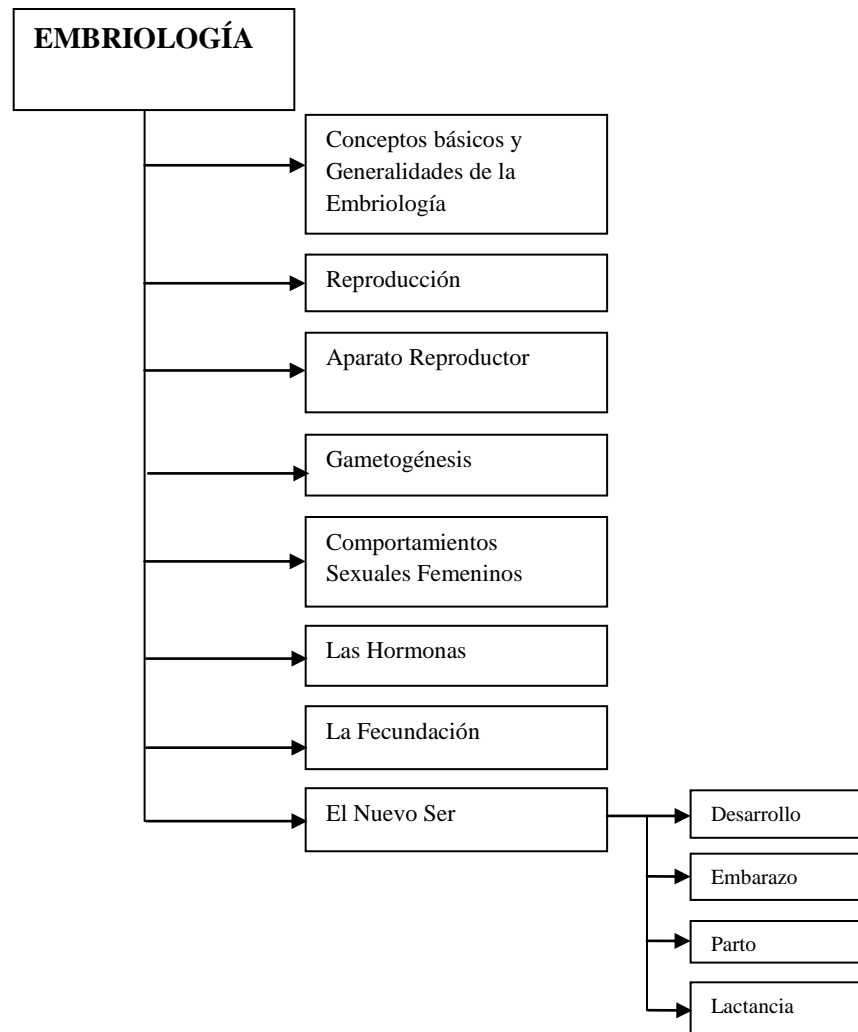 EMBRIOLOGÍA
Conceptos básicos y
Generalidades de la
Embriología
Reproducción
Aparato Reproductor
Gametogénesis
Comportamientos
Sexuales Femeninos
Las Hormonas
La Fecundación
El Nuevo Ser
Desarrollo
Embarazo
Parto
Lactancia